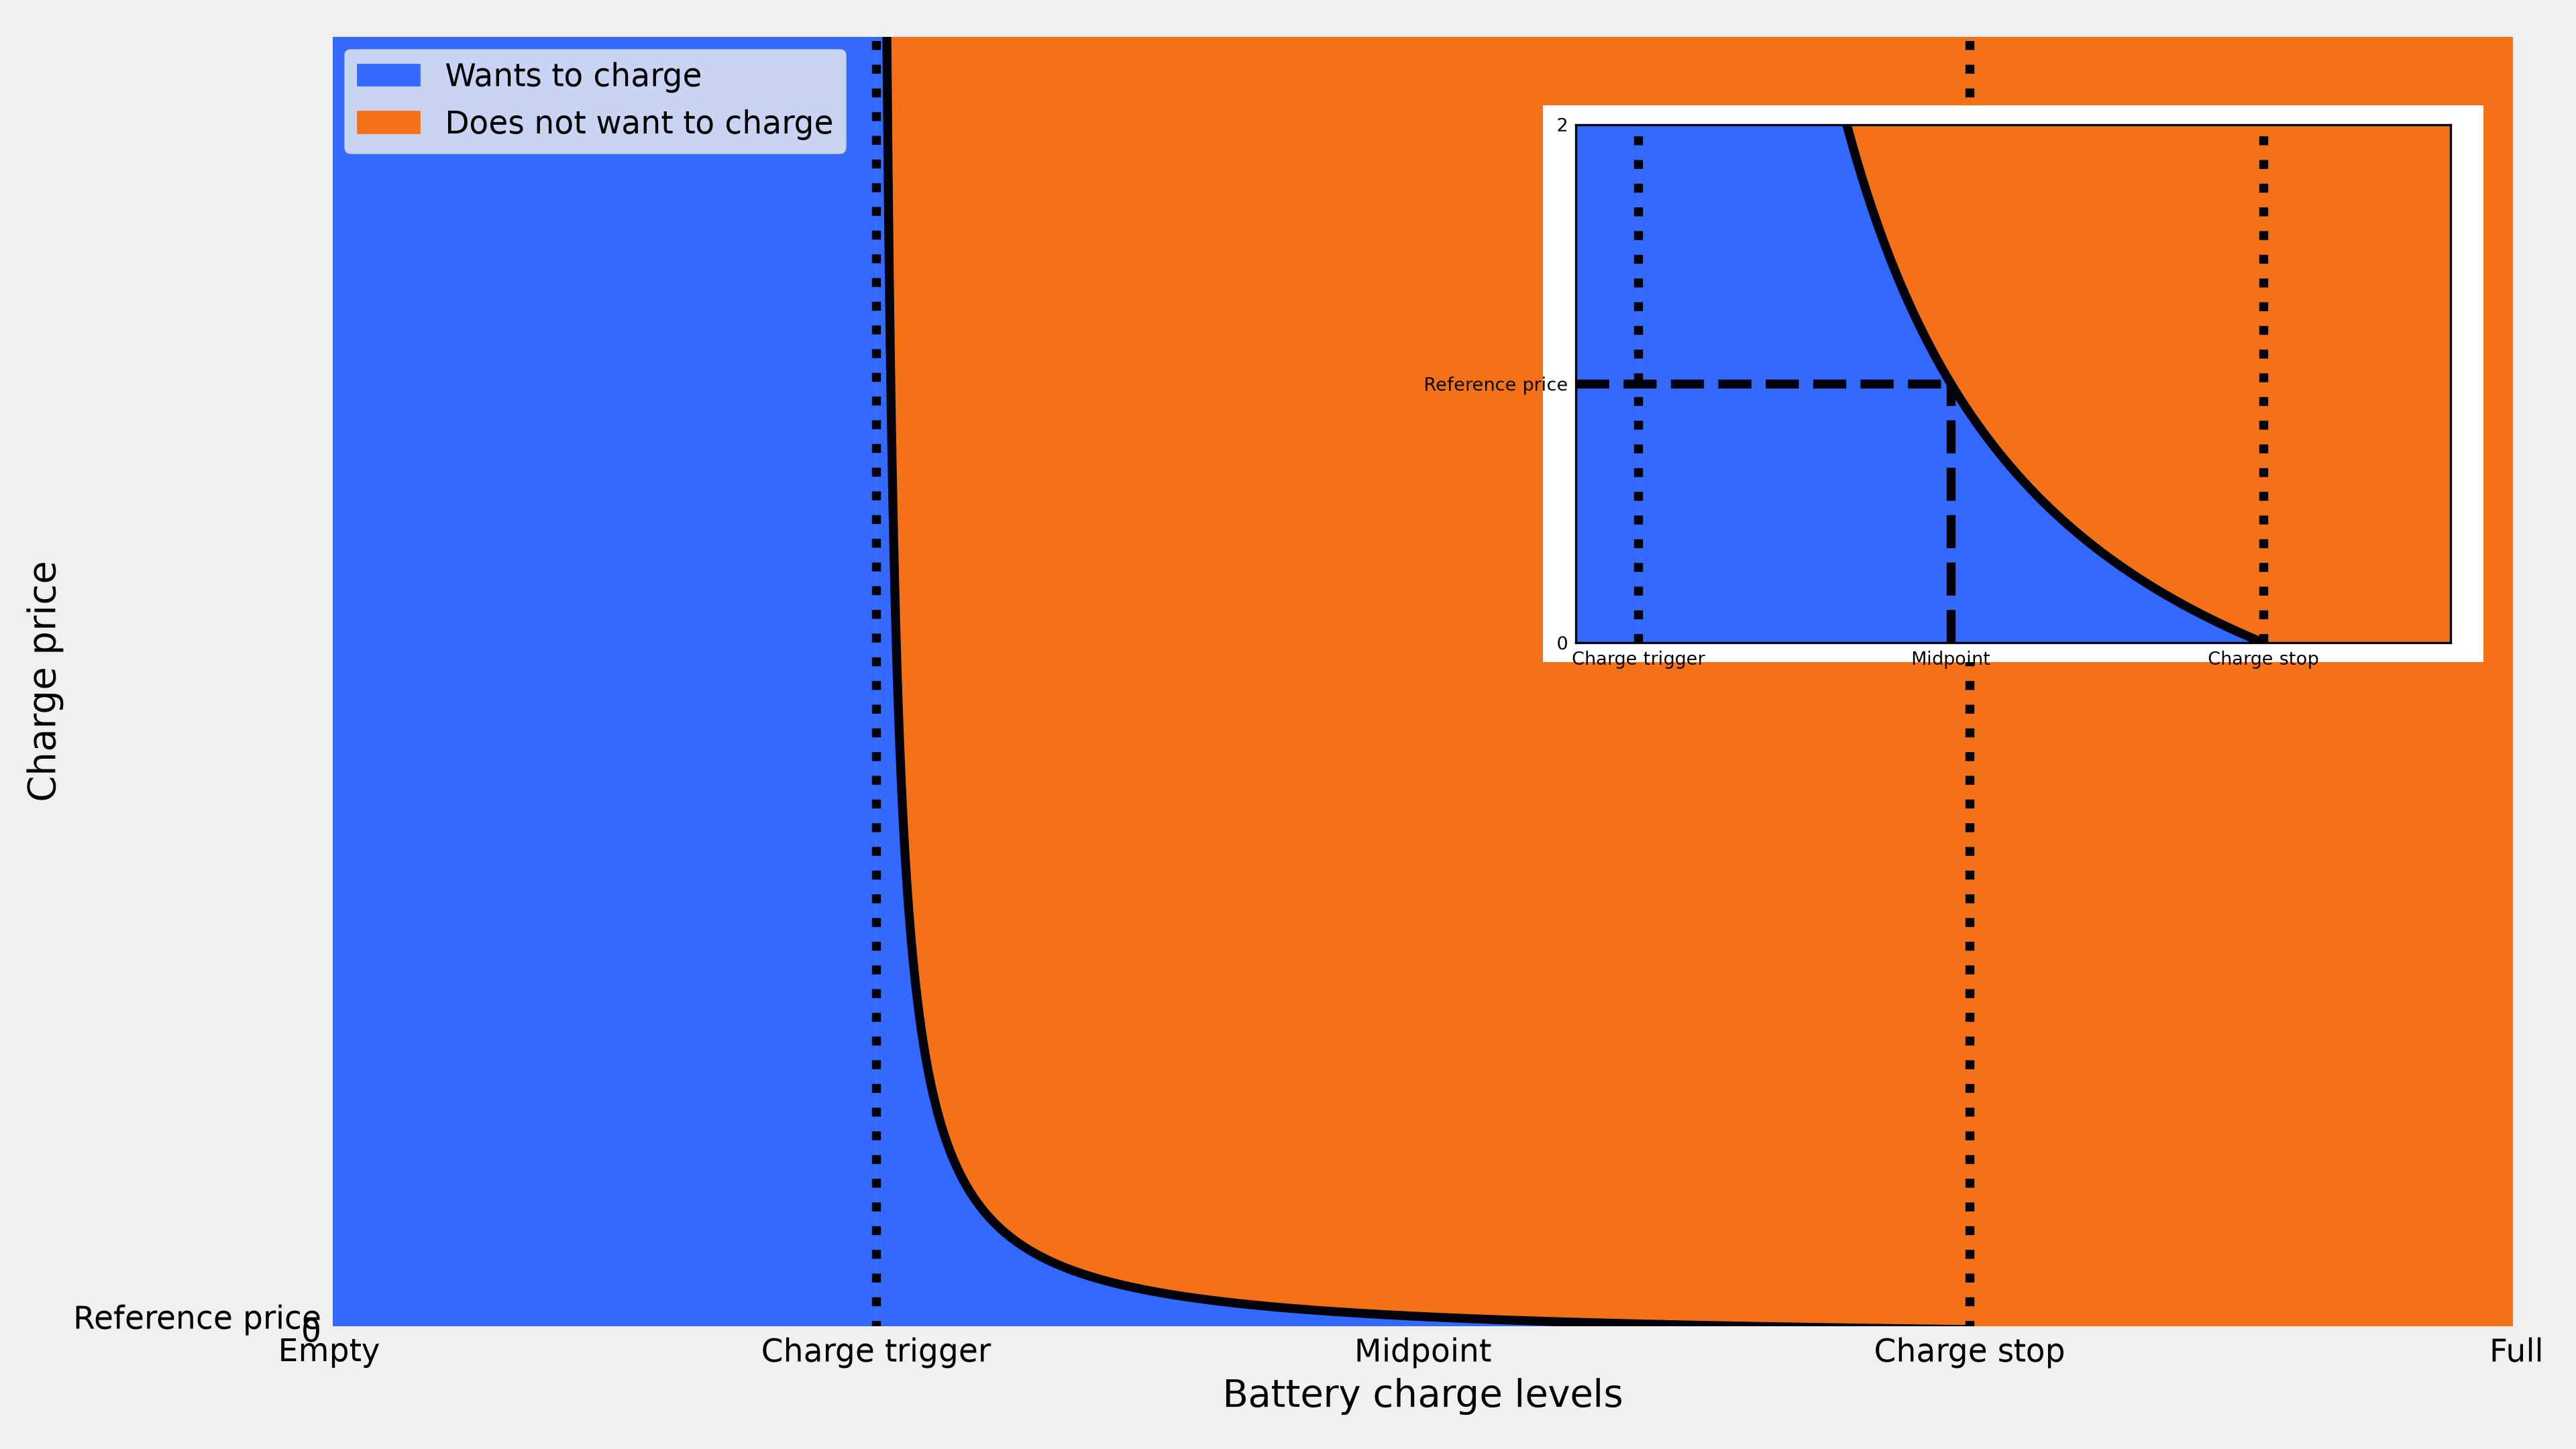 Wants to charge
Does not want to charge
2
Reference price
0
Charge trigger Midpoint Charge stop
Charge price
Reference price
0
Empty Charge trigger Midpoint Charge stop Full
Battery charge levels